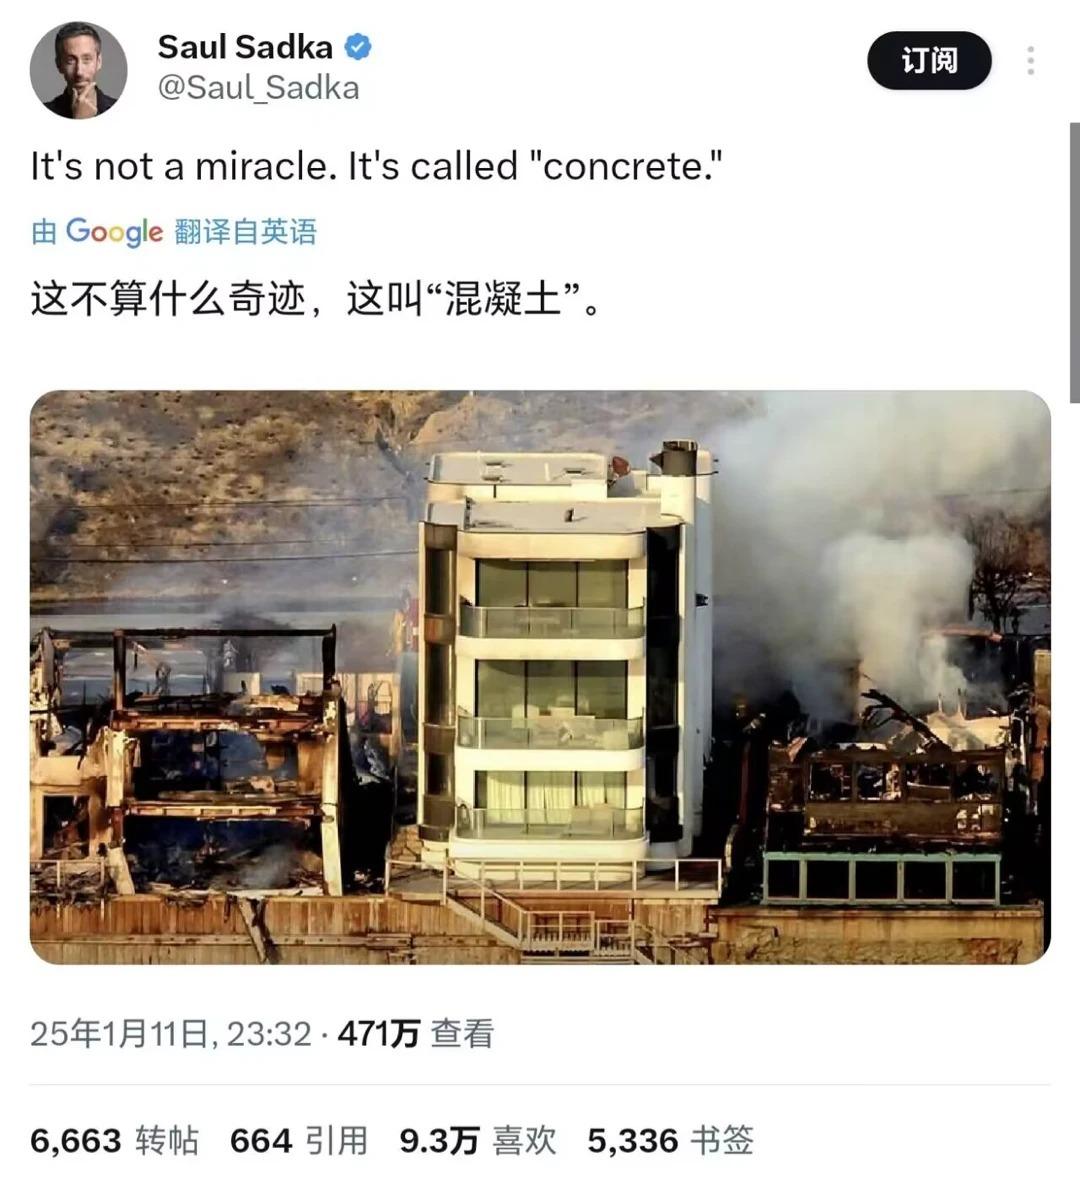 Saul Sadka
@Saul_Sadka
订阅
It's not a miracle. It's called "concrete."
由 Google 翻译自英语
这不算什么奇迹，这叫“混凝土”。
25年1月11日, 23:32 · 471万 查看
6,663 转帖 664 引用 9.3万 喜欢 5,336 书签